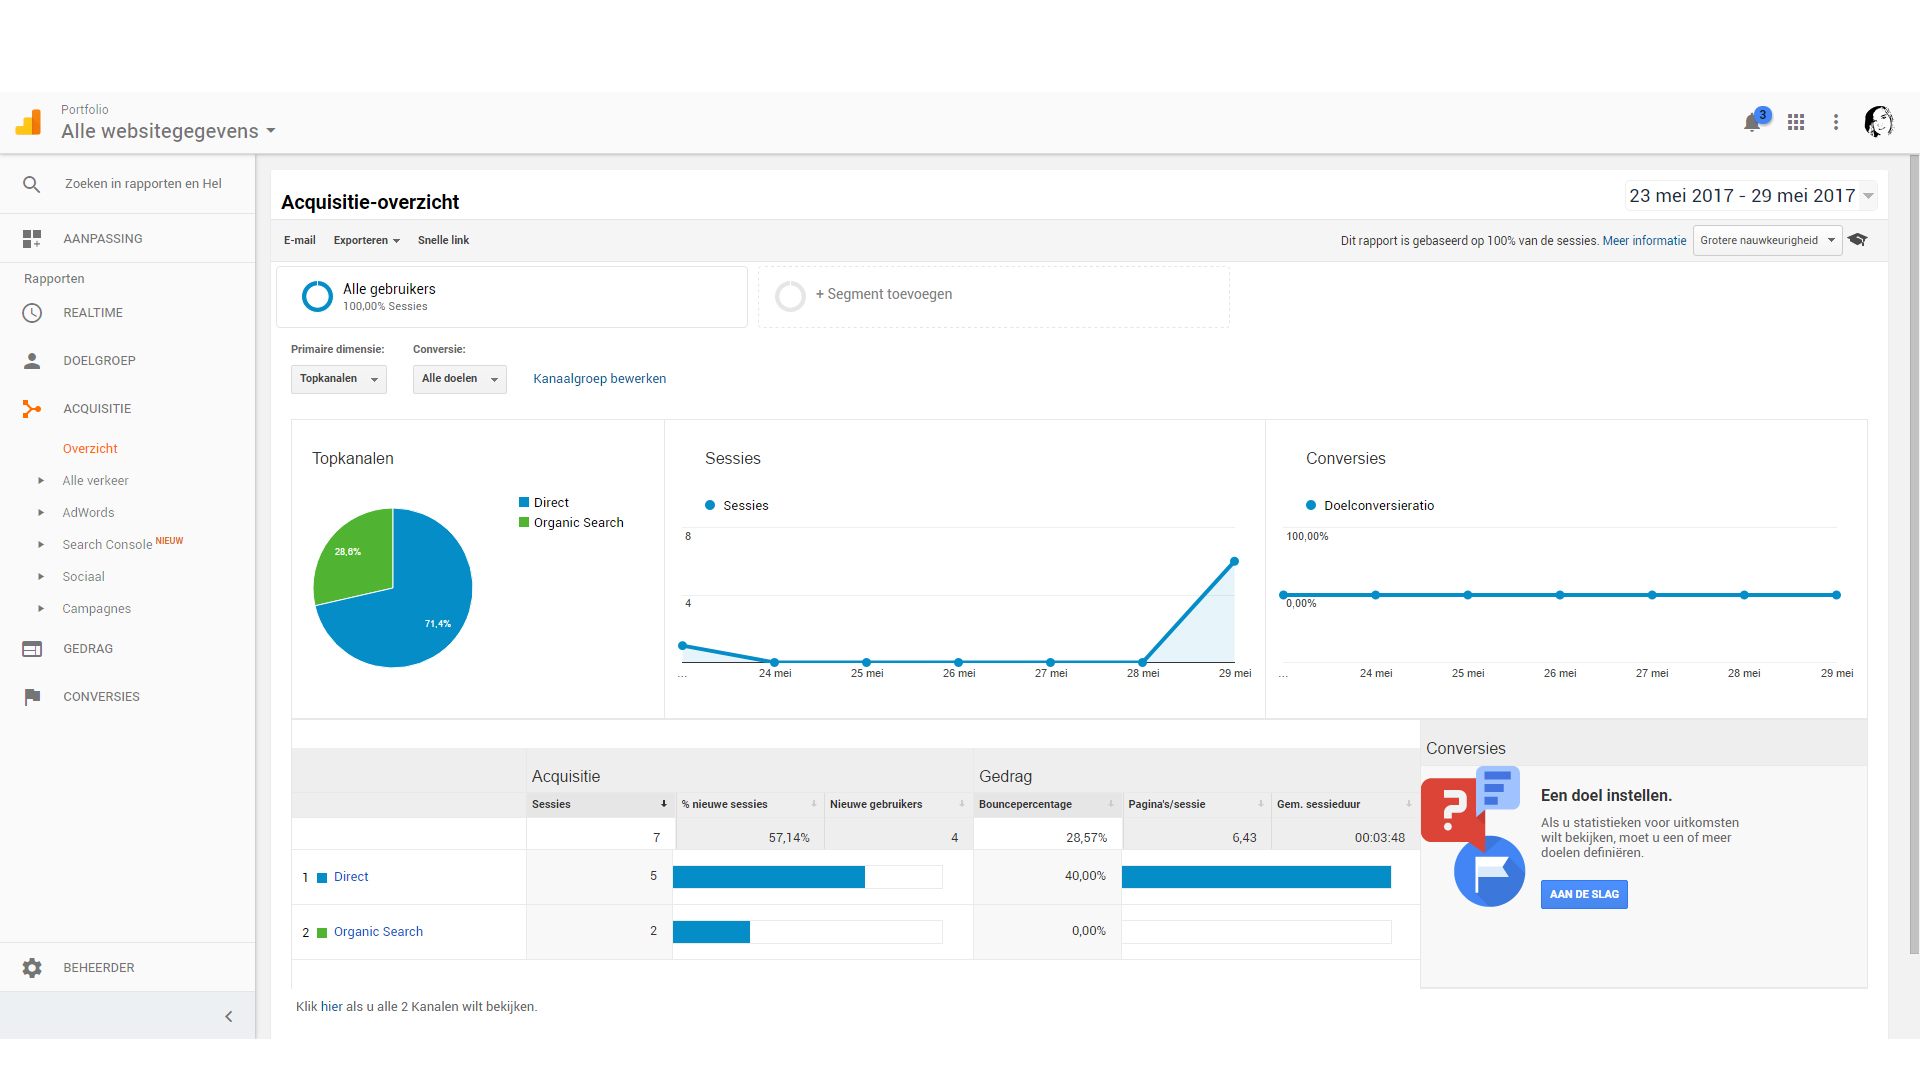 Portfolio
Alle websitegegevens
3
Zoeken in rapporten en Hel
AANPASSING
Rapporten
REALTIME
DOELGROEP
ACQUISITIE
Overzicht
Alle verkeer
AdWords
Search Console NIEUW
Sociaal
Campagnes
GEDRAG
CONVERSIES
BEHEERDER
Acquisitie-overzicht
23 mei 2017 - 29 mei 2017
E-mail Exporteren Snelle link
Dit rapport is gebaseerd op 100% van de sessies. Meer informatie Grotere nauwkeurigheid
Alle gebruikers
100,00% Sessies
+ Segment toevoegen
Primaire dimensie: Conversie:
Topkanalen Alle doelen Kanaalgroep bewerken
Topkanalen
Direct
Organic Search
28,6%
71,4%
Sessies
Sessies
8
4
... 24 mei 25 mei 26 mei 27 mei 28 mei 29 mei
Conversies
Doelconversieratio
100,00%
0,00%
... 24 mei 25 mei 26 mei 27 mei 28 mei 29 mei
Acquisitie Gedrag
Sessies % nieuwe sessies Nieuwe gebruikers Bouncepercentage Pagina's/sessie Gem. sessieduur
7 57,14% 4 28,57% 6,43 00:03:48
1 Direct 5 40,00%
2 Organic Search 2 0,00%
Conversies
?
Een doel instellen.
Als u statistieken voor uitkomsten
wilt bekijken, moet u een of meer
doelen definiëren.
AAN DE SLAG
Klik hier als u alle 2 Kanalen wilt bekijken.